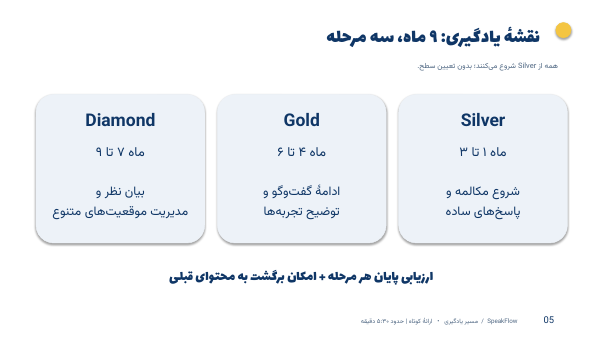 نقشهٔ یادگیری: ۹ ماه، سه مرحله
همه از Silver شروع می‌کنند؛ بدون تعیین سطح.
Silver
ماه ۱ تا ۳
شروع مکالمه و
پاسخ‌های ساده
Gold
ماه ۴ تا ۶
ادامهٔ گفت‌وگو و
توضیح تجربه‌ها
Diamond
ماه ۷ تا ۹
بیان نظر و
مدیریت موقعیت‌های متنوع
ارزیابی پایان هر مرحله + امکان برگشت به محتوای قبلی
SpeakFlow / مسیر یادگیری • ارائهٔ کوتاه | حدود ۵:۳۰ دقیقه
05